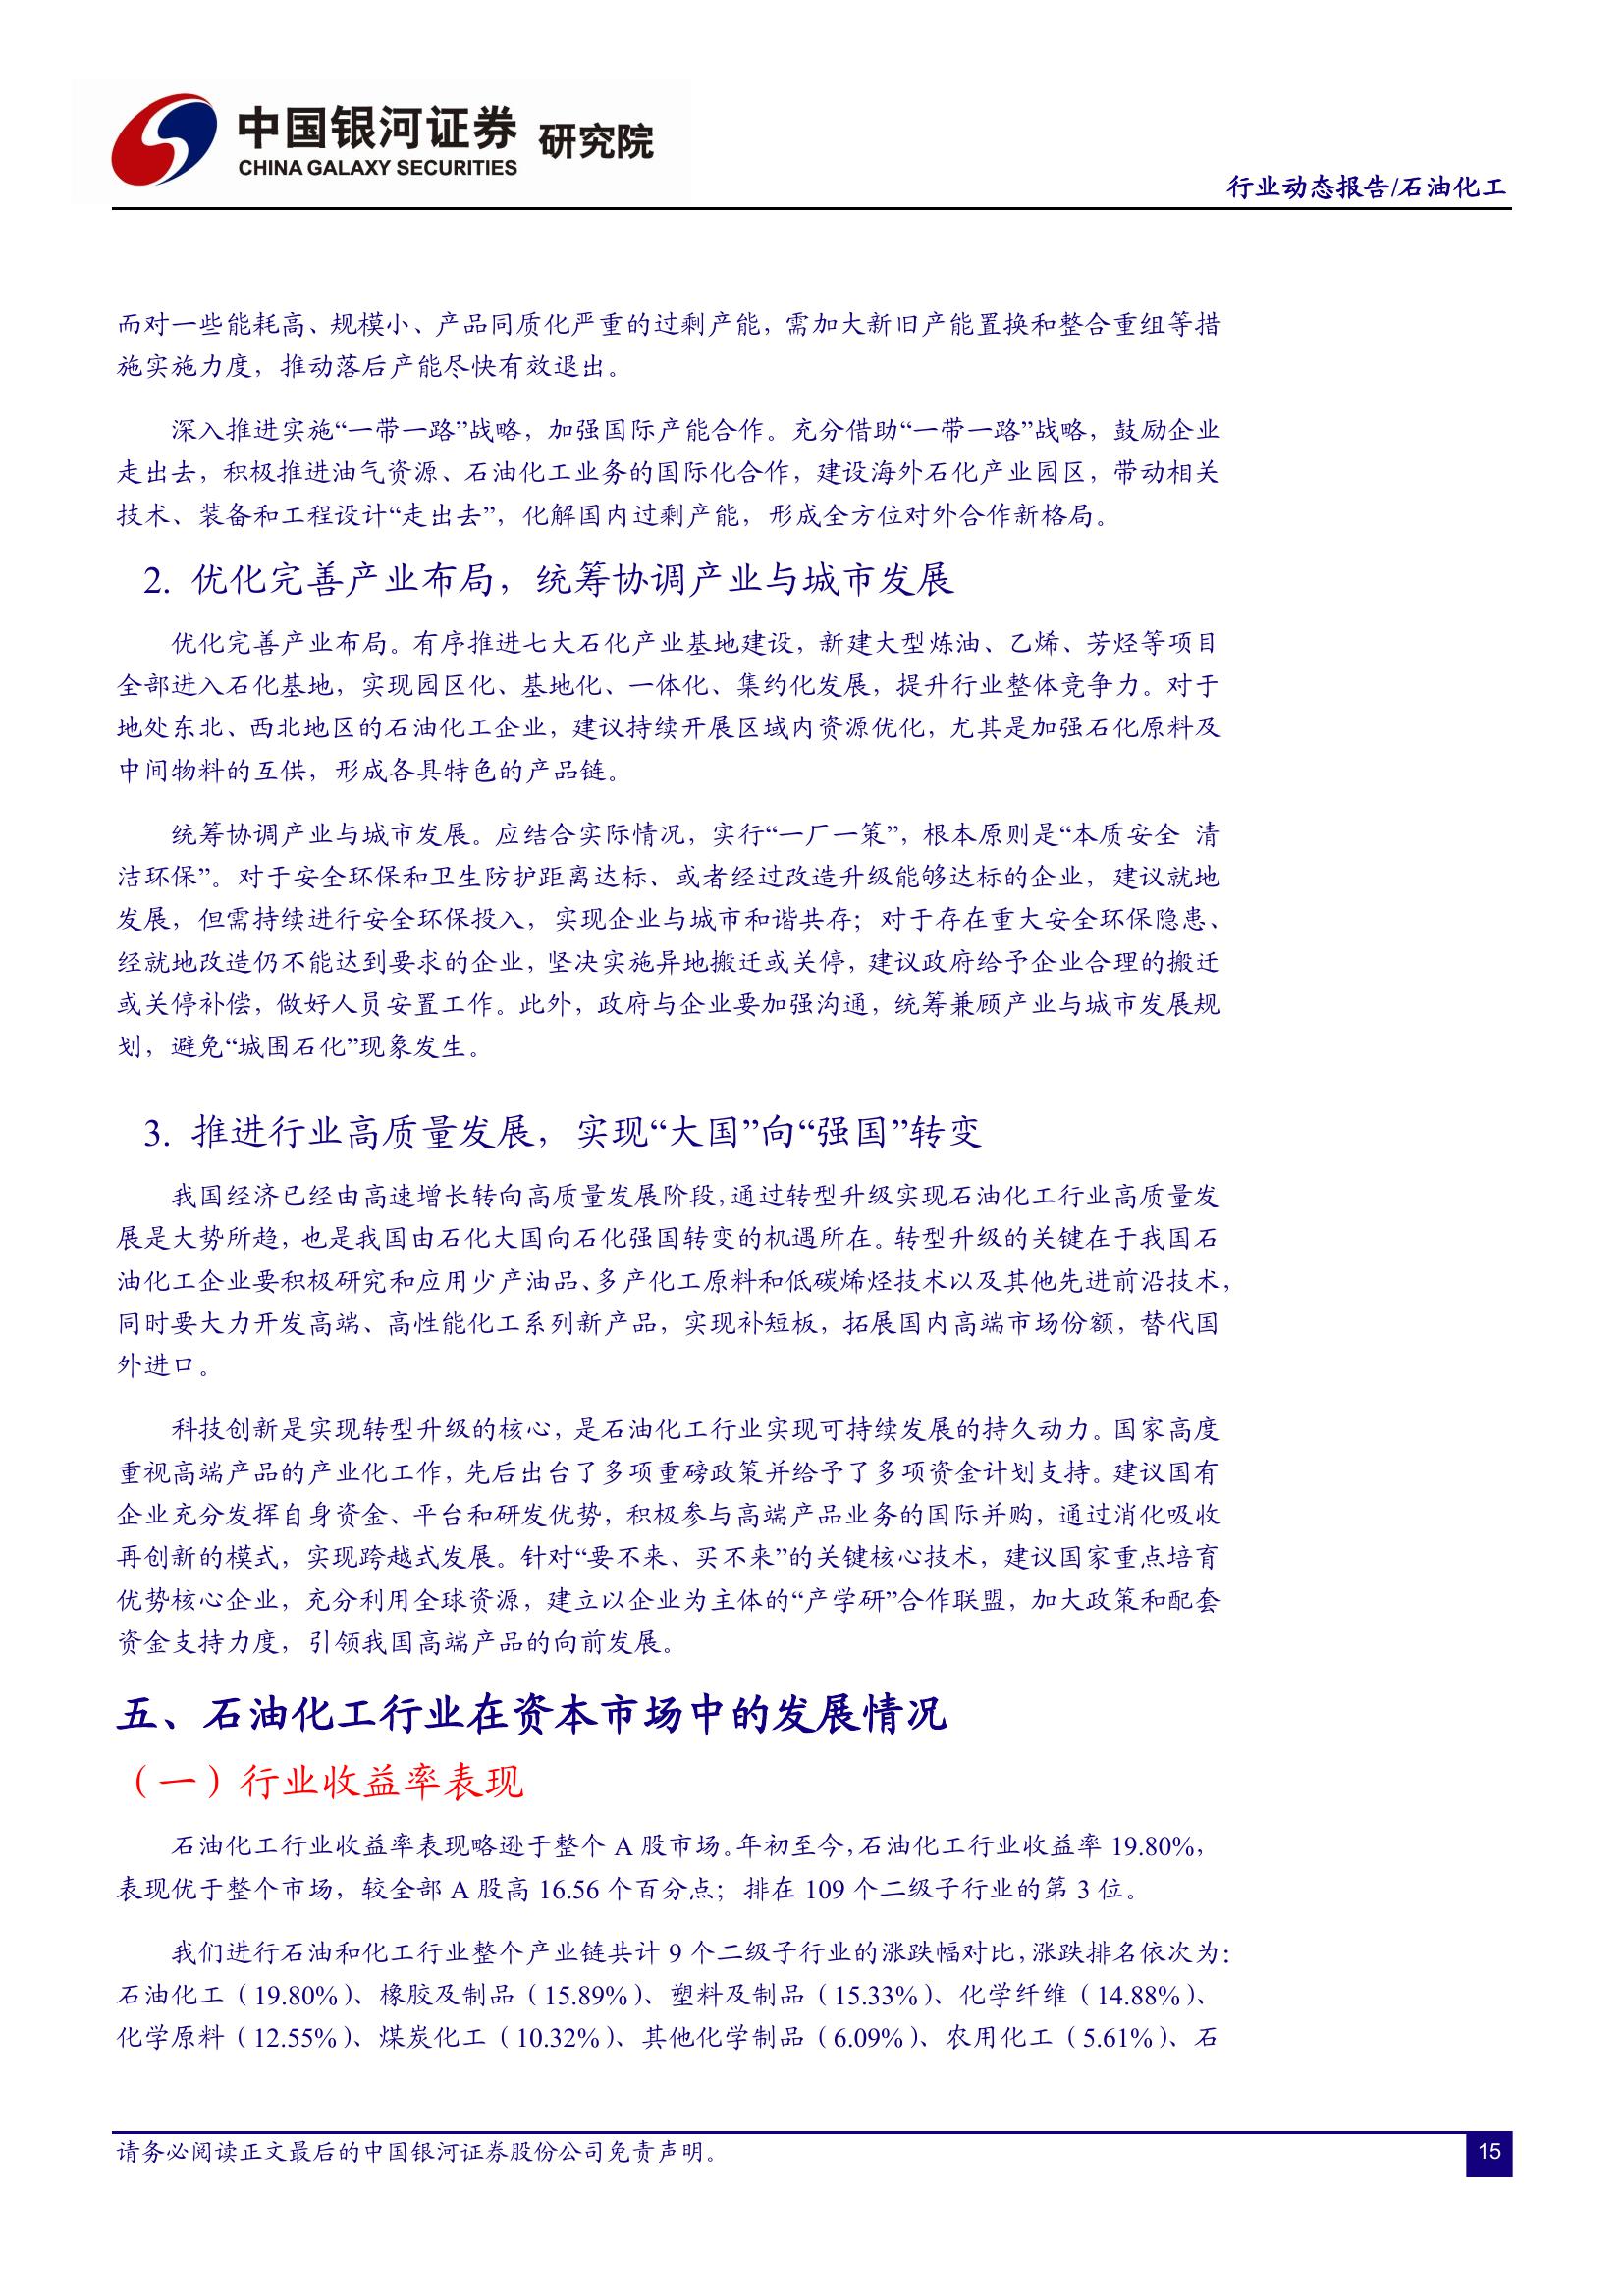 中国银河证券 研究院
CHINA GALAXY SECURITIES
行业动态报告/石油化工
而对一些能耗高、规模小、产品同质化严重的过剩产能，需加大新旧产能置换和整合重组等措
施实施力度，推动落后产能尽快有效退出。
深入推进实施“一带一路”战略，加强国际产能合作。充分借助“一带一路”战略，鼓励企业
走出去，积极推进油气资源、石油化工业务的国际化合作，建设海外石化产业园区，带动相关
技术、装备和工程设计“走出去”，化解国内过剩产能，形成全方位对外合作新格局。
2. 优化完善产业布局，统筹协调产业与城市发展
优化完善产业布局。有序推进七大石化产业基地建设，新建大型炼油、乙烯、芳烃等项目
全部进入石化基地，实现园区化、基地化、一体化、集约化发展，提升行业整体竞争力。对于
地处东北、西北地区的石油化工企业，建议持续开展区域内资源优化，尤其是加强石化原料及
中间物料的互供，形成各具特色的产品链。
统筹协调产业与城市发展。应结合实际情况，实行“一厂一策”，根本原则是“本质安全 清
洁环保”。对于安全环保和卫生防护距离达标、或者经过改造升级能够达标的企业，建议就地
发展，但需持续进行安全环保投入，实现企业与城市和谐共存；对于存在重大安全环保隐患、
经就地改造仍不能达到要求的企业，坚决实施异地搬迁或关停，建议政府给予企业合理的搬迁
或关停补偿，做好人员安置工作。此外，政府与企业要加强沟通，统筹兼顾产业与城市发展规
划，避免“城围石化”现象发生。
3. 推进行业高质量发展，实现“大国”向“强国”转变
我国经济已经由高速增长转向高质量发展阶段，通过转型升级实现石油化工行业高质量发
展是大势所趋，也是我国由石化大国向石化强国转变的机遇所在。转型升级的关键在于我国石
油化工企业要积极研究和应用少产油品、多产化工原料和低碳烯烃技术以及其他先进前沿技术，
同时要大力开发高端、高性能化工系列新产品，实现补短板，拓展国内高端市场份额，替代国
外进口。
科技创新是实现转型升级的核心，是石油化工行业实现可持续发展的持久动力。国家高度
重视高端产品的产业化工作，先后出台了多项重磅政策并给予了多项资金计划支持。建议国有
企业充分发挥自身资金、平台和研发优势，积极参与高端产品业务的国际并购，通过消化吸收
再创新的模式，实现跨越式发展。针对“要不来、买不来”的关键核心技术，建议国家重点培育
优势核心企业，充分利用全球资源，建立以企业为主体的“产学研”合作联盟，加大政策和配套
资金支持力度，引领我国高端产品的向前发展。
五、石油化工行业在资本市场中的发展情况
（一）行业收益率表现
石油化工行业收益率表现略逊于整个 A 股市场。年初至今，石油化工行业收益率 19.80%，
表现优于整个市场，较全部 A 股高 16.56 个百分点；排在 109 个二级子行业的第 3 位。
我们进行石油和化工行业整个产业链共计 9 个二级子行业的涨跌幅对比，涨跌排名依次为：
石油化工（19.80%）、橡胶及制品（15.89%）、塑料及制品（15.33%）、化学纤维（14.88%）、
化学原料（12.55%）、煤炭化工（10.32%）、其他化学制品（6.09%）、农用化工（5.61%）、石
请务必阅读正文最后的中国银河证券股份公司免责声明。
15